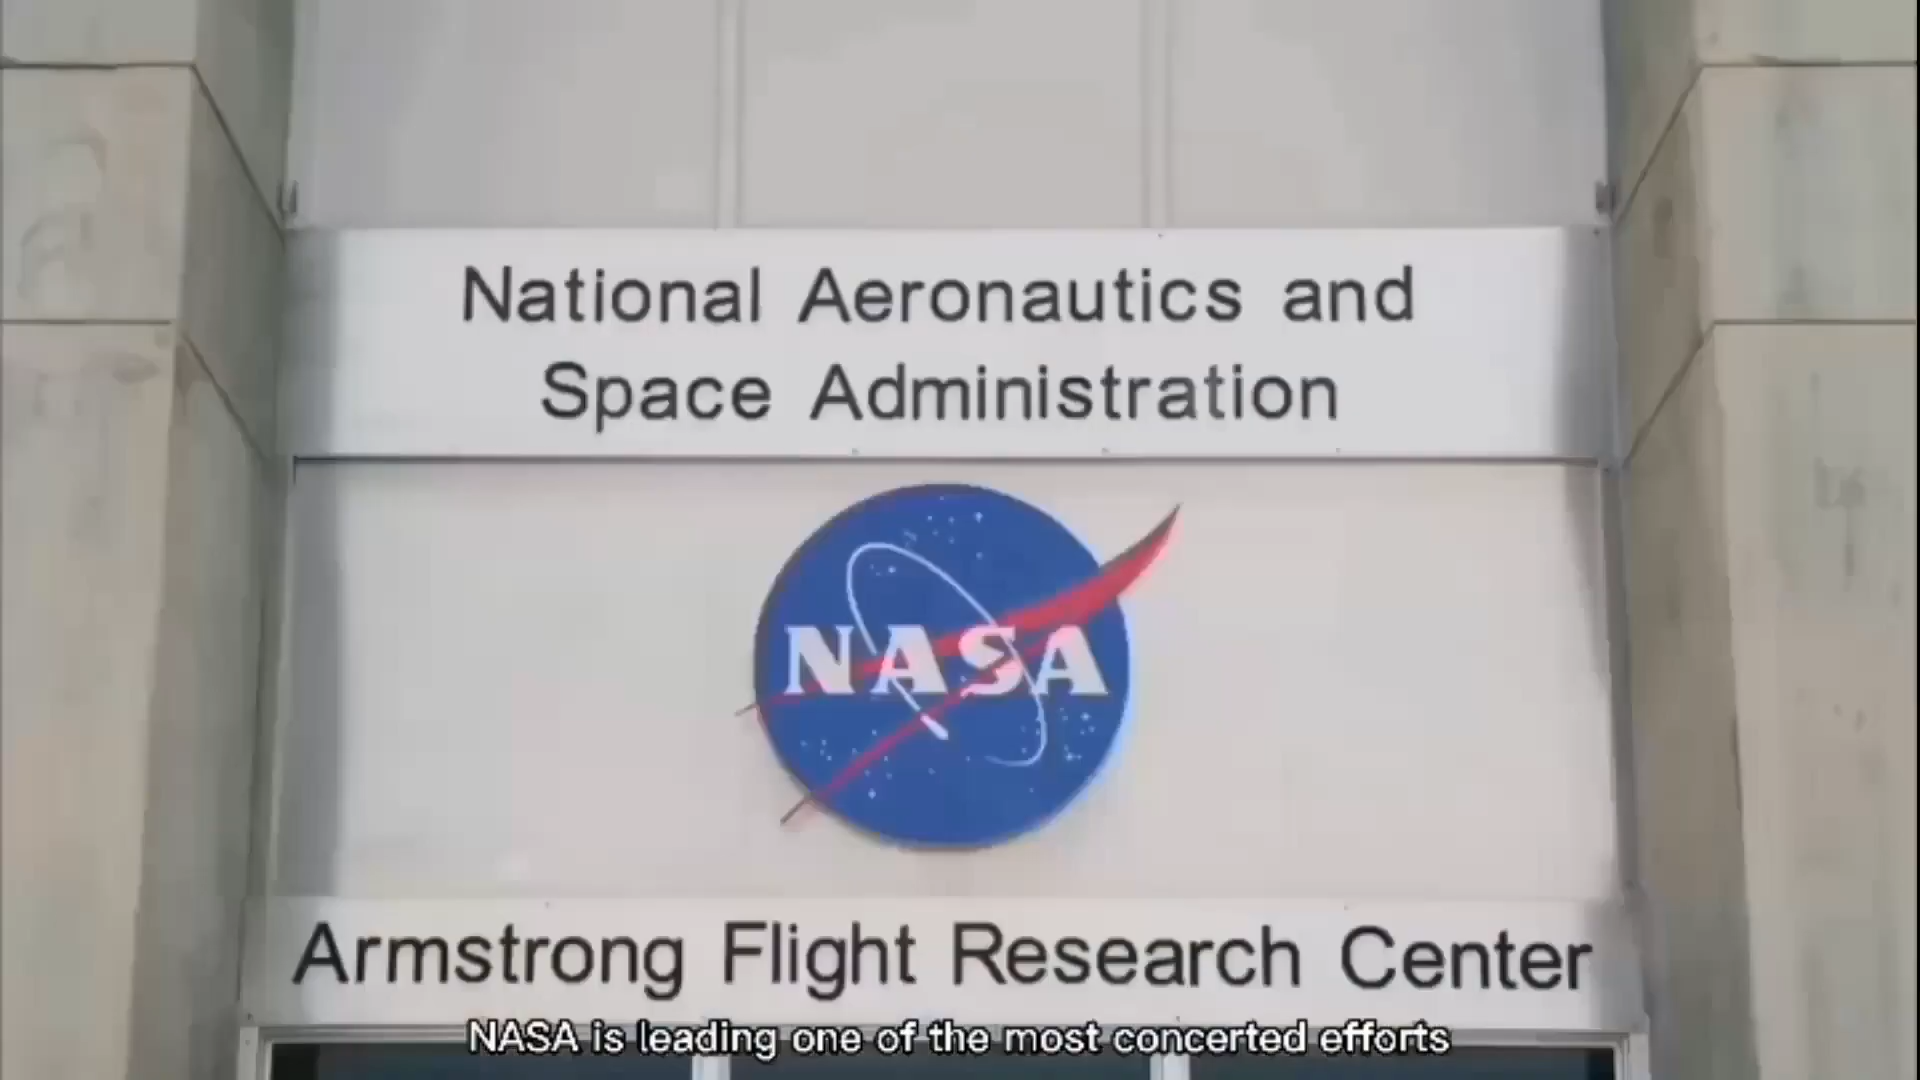 National Aeronautics and
Space Administration
NASA
Armstrong Flight Research Center
NASA is leading one of the most concerted efforts